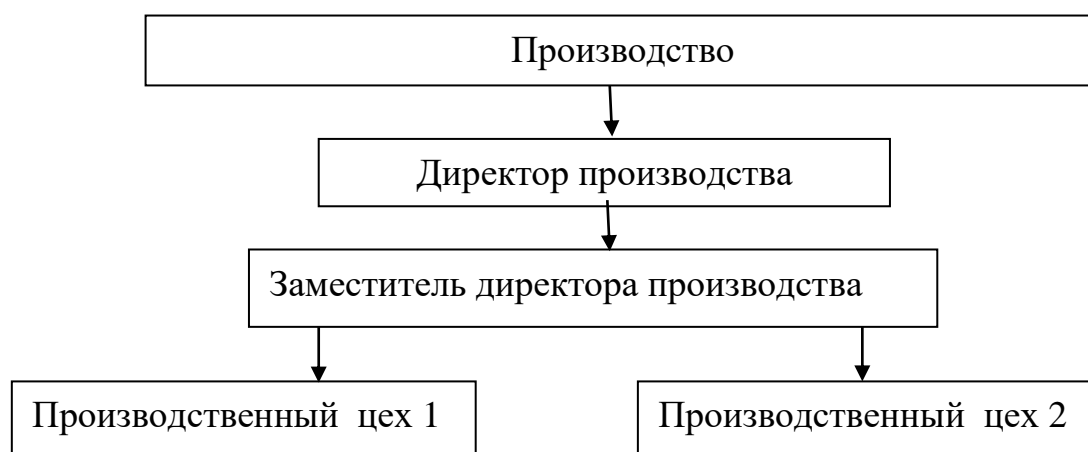 Производство
Директор производства
Заместитель директора производства
Производственный цех 1
Производственный цех 2